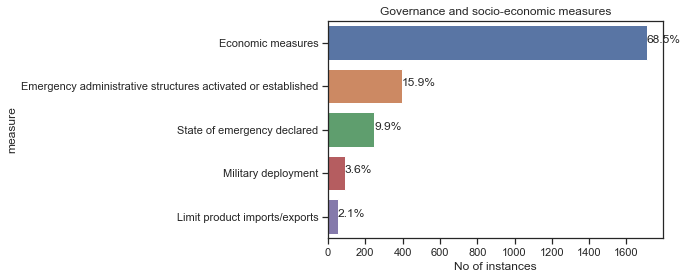 Governance and socio-economic measures
measure
Economic measures
68.5%
Emergency administrative structures activated or established
15.9%
State of emergency declared
9.9%
Military deployment
3.6%
Limit product imports/exports
2.1%
0 200 400 600 800 1000 1200 1400 1600
No of instances